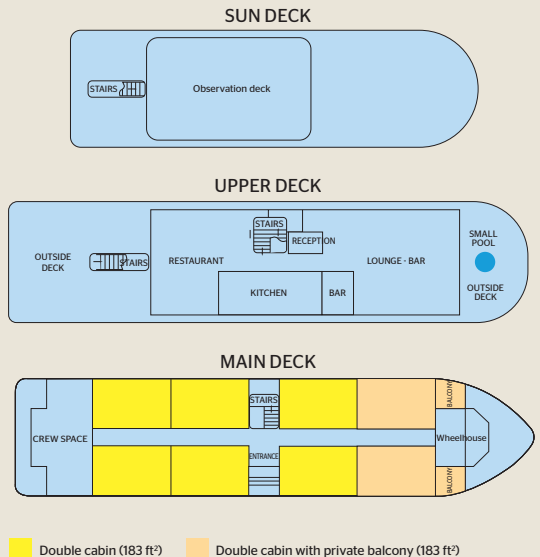 SUN DECK
STAIRS
Observation deck
UPPER DECK
STAIRS
RECEPTION
SMALL
POOL
OUTSIDE
DECK
STAIRS
RESTAURANT
LOUNGE - BAR
OUTSIDE
DECK
KITCHEN
BAR
MAIN DECK
BALCONY
STAIRS
CREW SPACE
Wheelhouse
ENTRANCE
BALCONY
Double cabin (183 ft²)
Double cabin with private balcony (183 ft²)